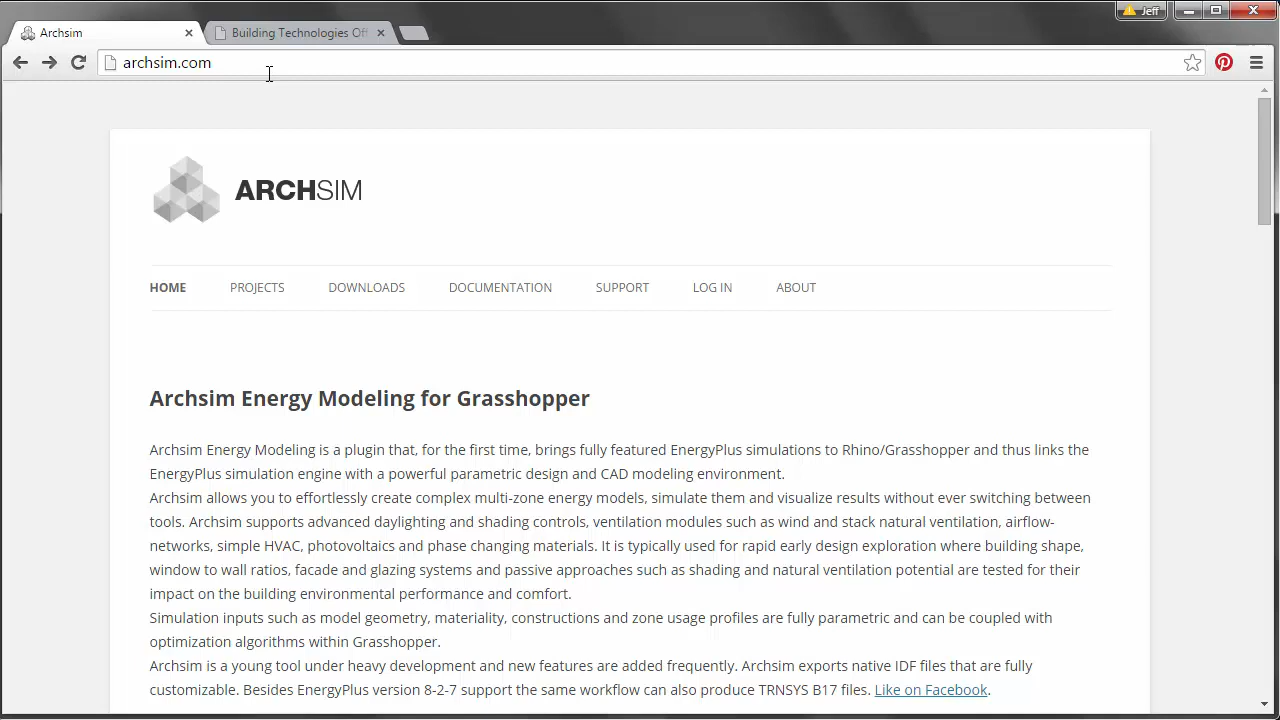 Jeff
Archsim
Building Technologies Off
archsim.com
ARCHSIM
HOME PROJECTS DOWNLOADS DOCUMENTATION SUPPORT LOG IN ABOUT
Archsim Energy Modeling for Grasshopper
Archsim Energy Modeling is a plugin that, for the first time, brings fully featured EnergyPlus simulations to Rhino/Grasshopper and thus links the
EnergyPlus simulation engine with a powerful parametric design and CAD modeling environment.
Archsim allows you to effortlessly create complex multi-zone energy models, simulate them and visualize results without ever switching between
tools. Archsim supports advanced daylighting and shading controls, ventilation modules such as wind and stack natural ventilation, airflow-
networks, simple HVAC, photovoltaics and phase changing materials. It is typically used for rapid early design exploration where building shape,
window to wall ratios, facade and glazing systems and passive approaches such as shading and natural ventilation potential are tested for their
impact on the building environmental performance and comfort.
Simulation inputs such as model geometry, materiality, constructions and zone usage profiles are fully parametric and can be coupled with
optimization algorithms within Grasshopper.
Archsim is a young tool under heavy development and new features are added frequently. Archsim exports native IDF files that are fully
customizable. Besides EnergyPlus version 8-2-7 support the same workflow can also produce TRNSYS B17 files. Like on Facebook.